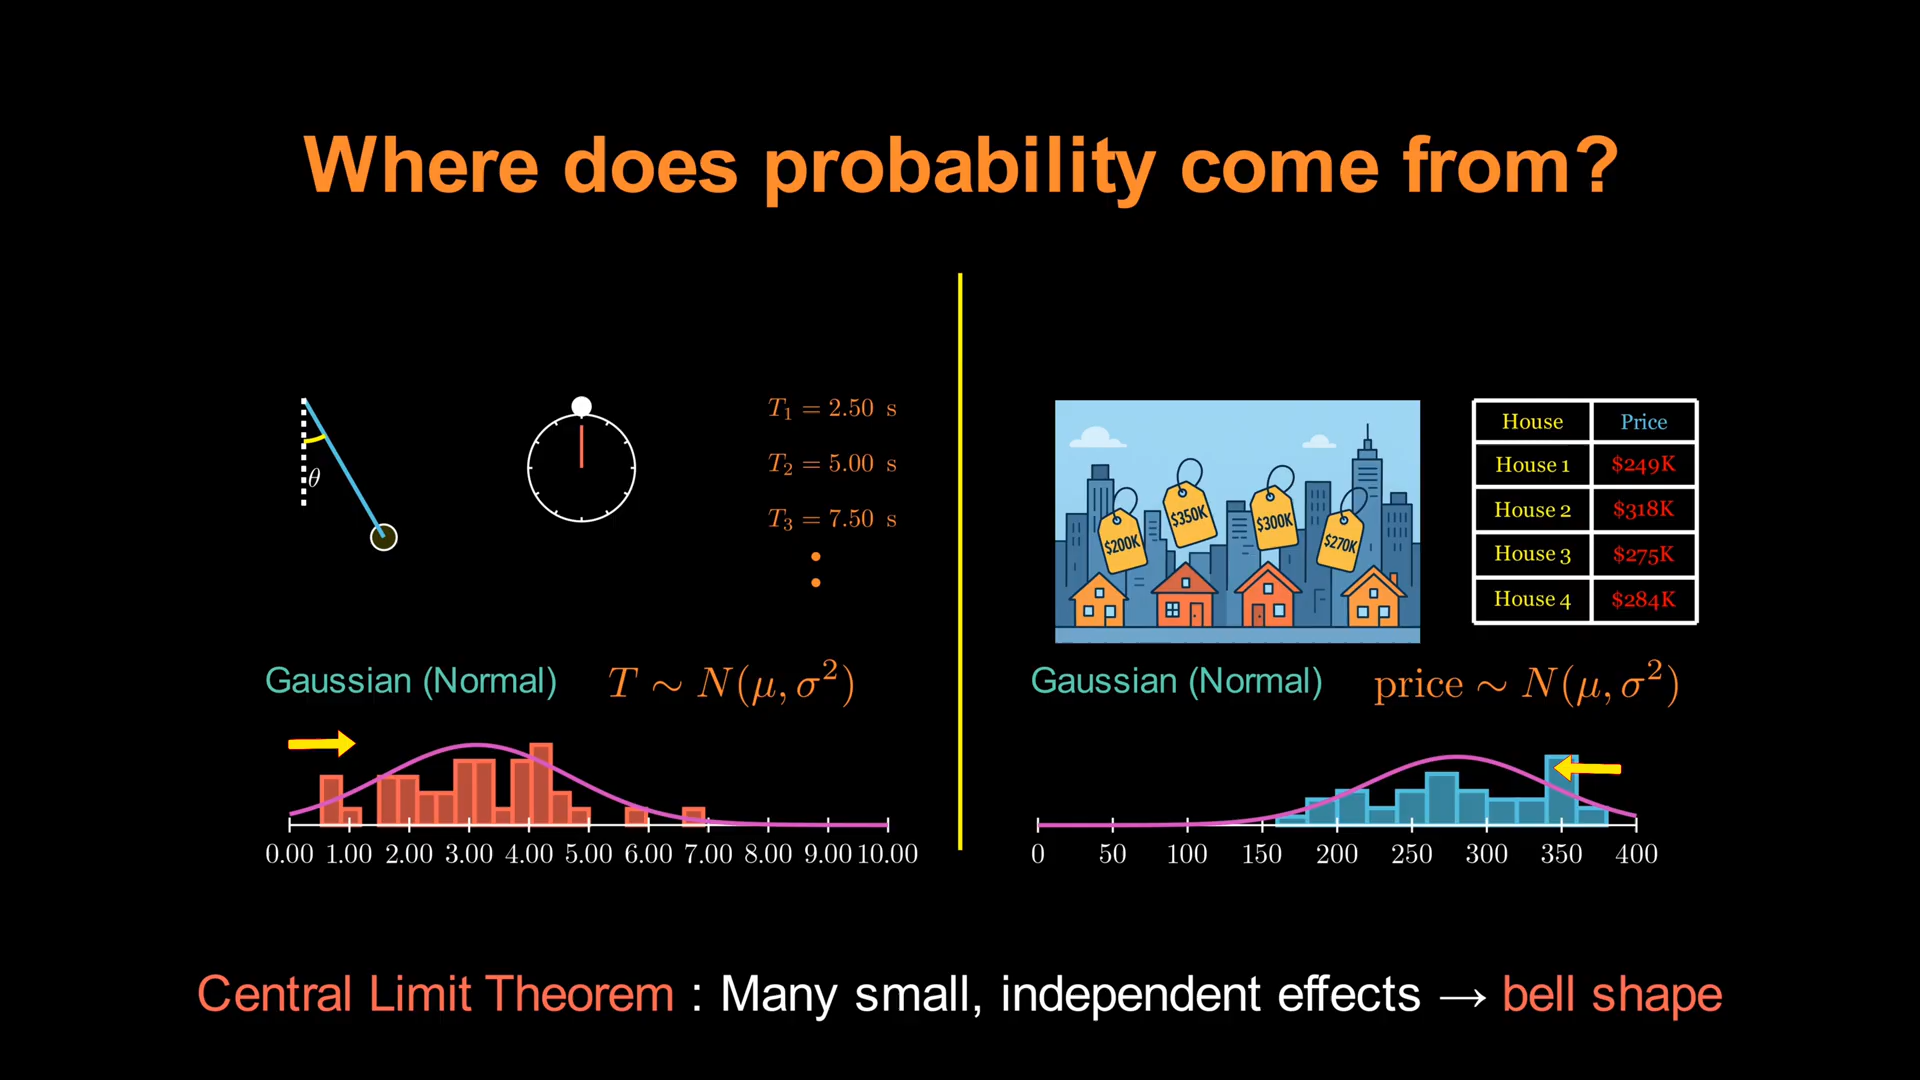 Where does probability come from?
θ
T₁ = 2.50 s
T₂ = 5.00 s
T₃ = 7.50 s
Gaussian (Normal)
T ∼ N(μ, σ²)
0.00 1.00 2.00 3.00 4.00 5.00 6.00 7.00 8.00 9.00 10.00
$200K
$350K
$300K
$270K
House Price
House 1 $249K
House 2 $318K
House 3 $275K
House 4 $284K
Gaussian (Normal)
price ∼ N(μ, σ²)
0 50 100 150 200 250 300 350 400
Central Limit Theorem : Many small, independent effects → bell shape